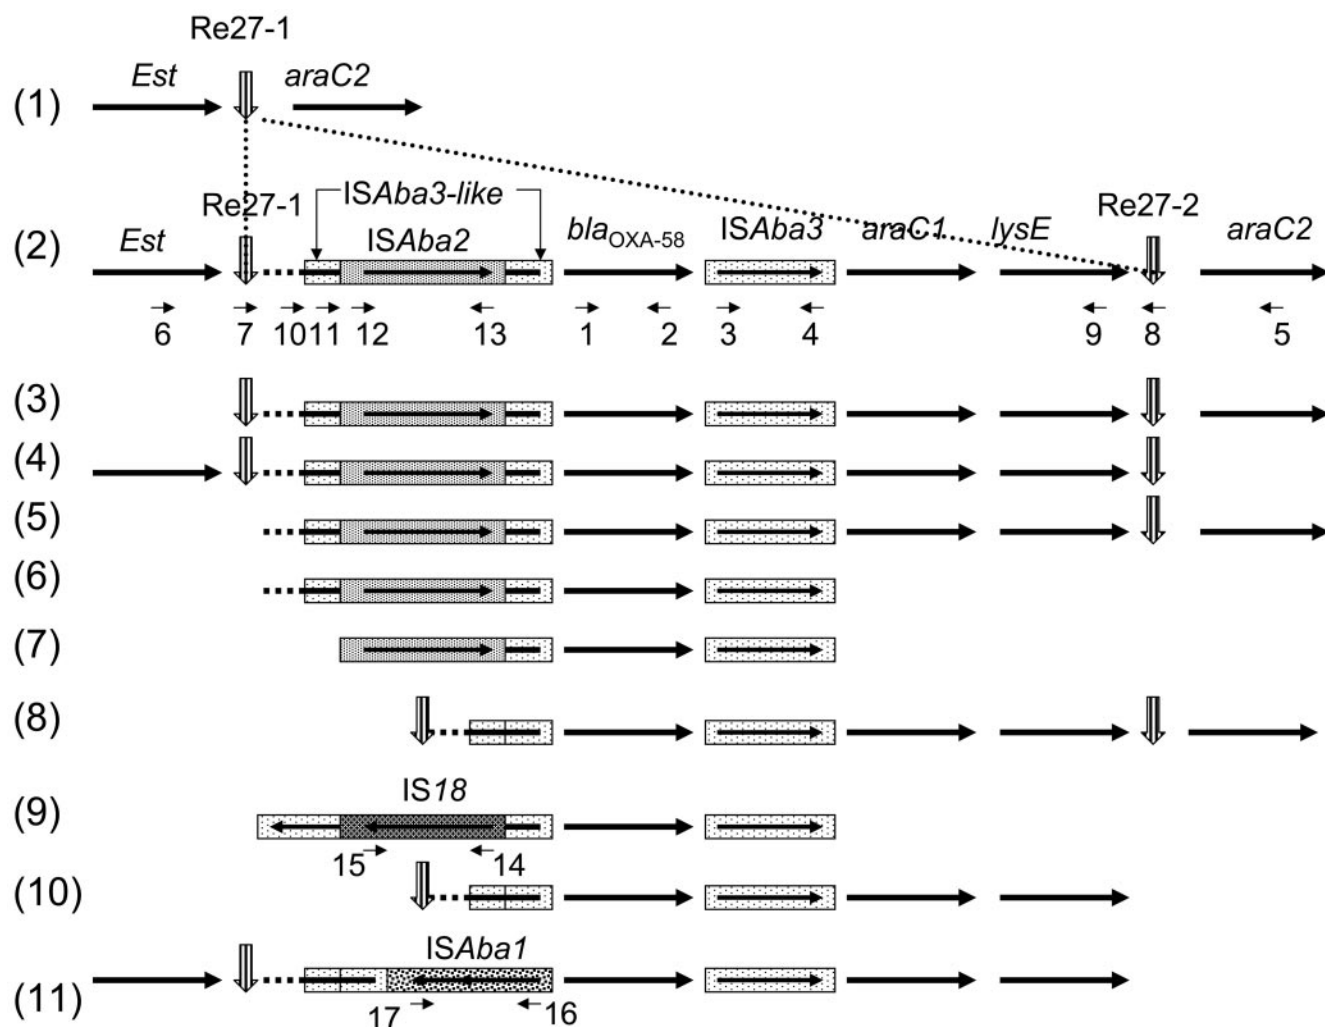 Re27-1
Est araC2
(1)
ISAba3-like
Re27-1 Re27-2
Est ISAba2 blaOXA-58 ISAba3 araC1 lysE araC2
(2)
6 7 10 11 12 13 1 2 3 4 9 8 5
(3)
(4)
(5)
(6)
(7)
(8)
IS18
(9)
15 14
(10)
ISAba1
(11)
17 16